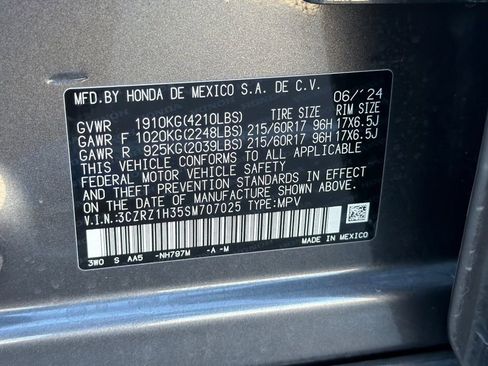 MFD.BY HONDA DE MEXICO S.A. DE C.V.
06/'24
GVWR 1910KG(4210LBS) TIRE SIZE RIM SIZE
GAWR F 1020KG(2248LBS) 215/60R17 96H 17X6.5J
GAWR R 925KG(2039LBS) 215/60R17 96H 17X6.5J
THIS VEHICLE CONFORMS TO ALL APPLICABLE
FEDERAL MOTOR VEHICLE SAFETY
AND THEFT PREVENTION STANDARDS IN EFFECT
ON THE DATE OF MANUFACTURE SHOWN ABOVE.
V.I.N.:3CZRZ1H35SM707025 TYPE:MPV
3W0 S AA5 -NH797M -A -M
MADE IN MEXICO